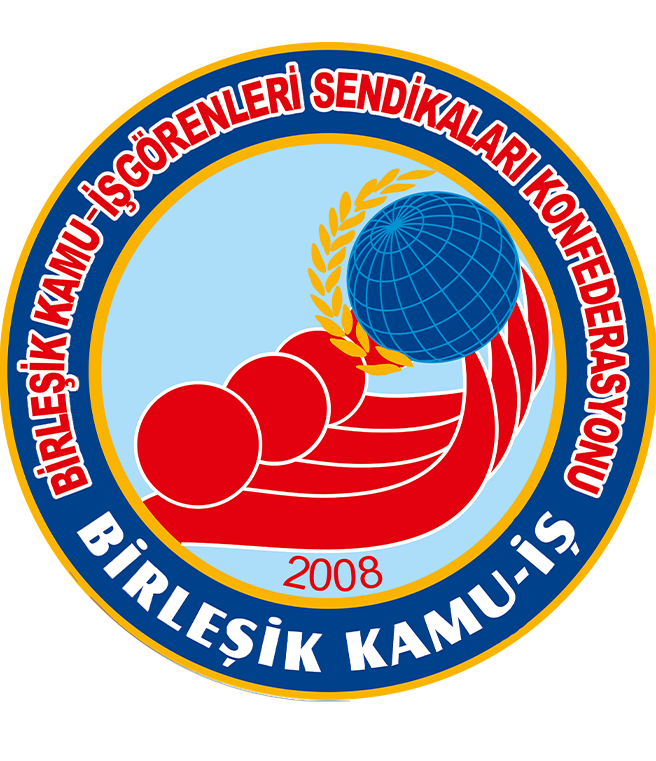 BİRLEŞİK KAMU-İŞGÖRENLERİ SENDİKALARI KONFEDERASYONU
2008
BİRLEŞİK KAMU-İŞ